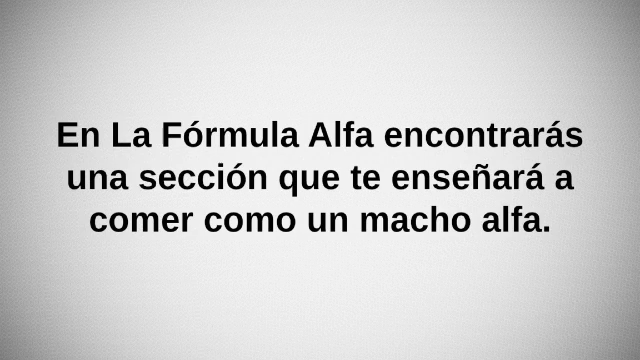 En La Fórmula Alfa encontrarás
una sección que te enseñará a
comer como un macho alfa.